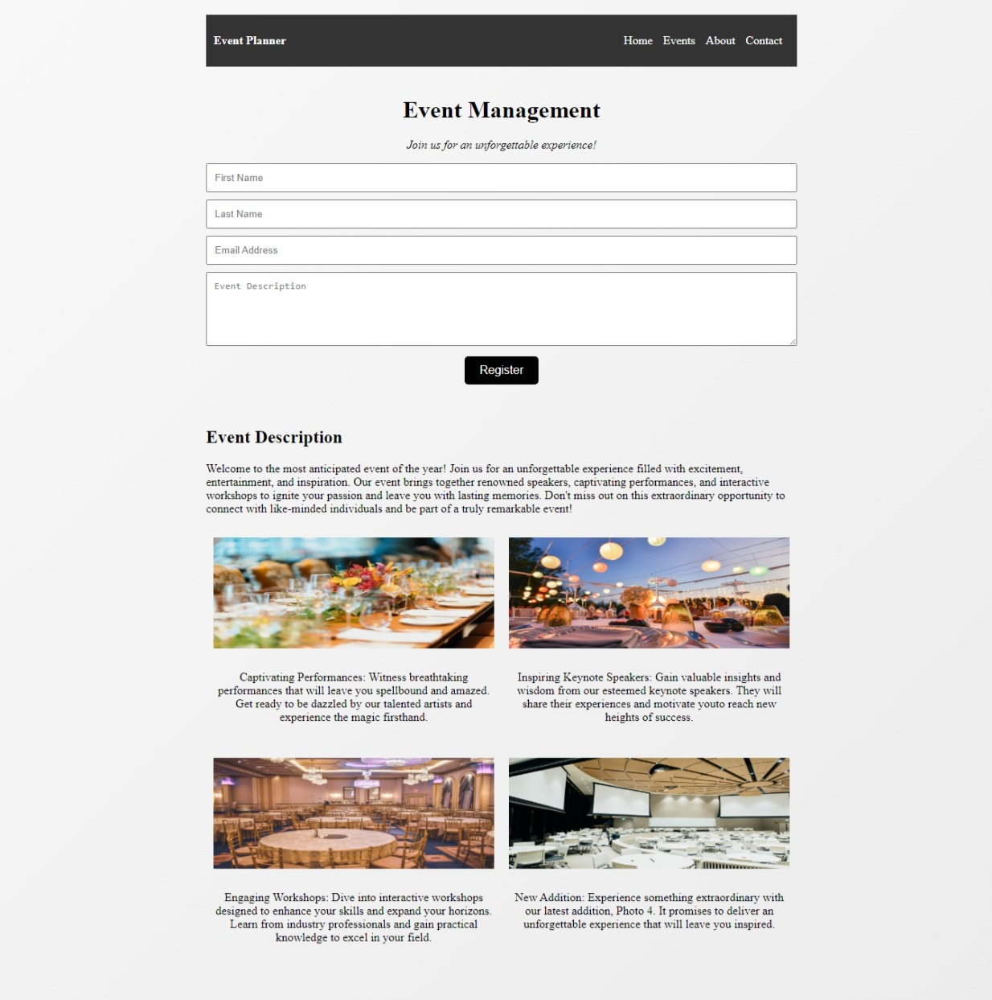 Event Planner
Home Events About Contact
Event Management
Join us for an unforgettable experience!
First Name
Last Name
Email Address
Event Description
Register
Event Description
Welcome to the most anticipated event of the year! Join us for an unforgettable experience filled with excitement,
entertainment, and inspiration. Our event brings together renowned speakers, captivating performances, and interactive
workshops to ignite your passion and leave you with lasting memories. Don't miss out on this extraordinary opportunity to
connect with like-minded individuals and be part of a truly remarkable event!
Captivating Performances: Witness breathtaking
performances that will leave you spellbound and amazed.
Get ready to be dazzled by our talented artists and
experience the magic firsthand.
Inspiring Keynote Speakers: Gain valuable insights and
wisdom from our esteemed keynote speakers. They will
share their experiences and motivate youto reach new
heights of success.
Engaging Workshops: Dive into interactive workshops
designed to enhance your skills and expand your horizons.
Learn from industry professionals and gain practical
knowledge to excel in your field.
New Addition: Experience something extraordinary with
our latest addition, Photo 4. It promises to deliver an
unforgettable experience that will leave you inspired.